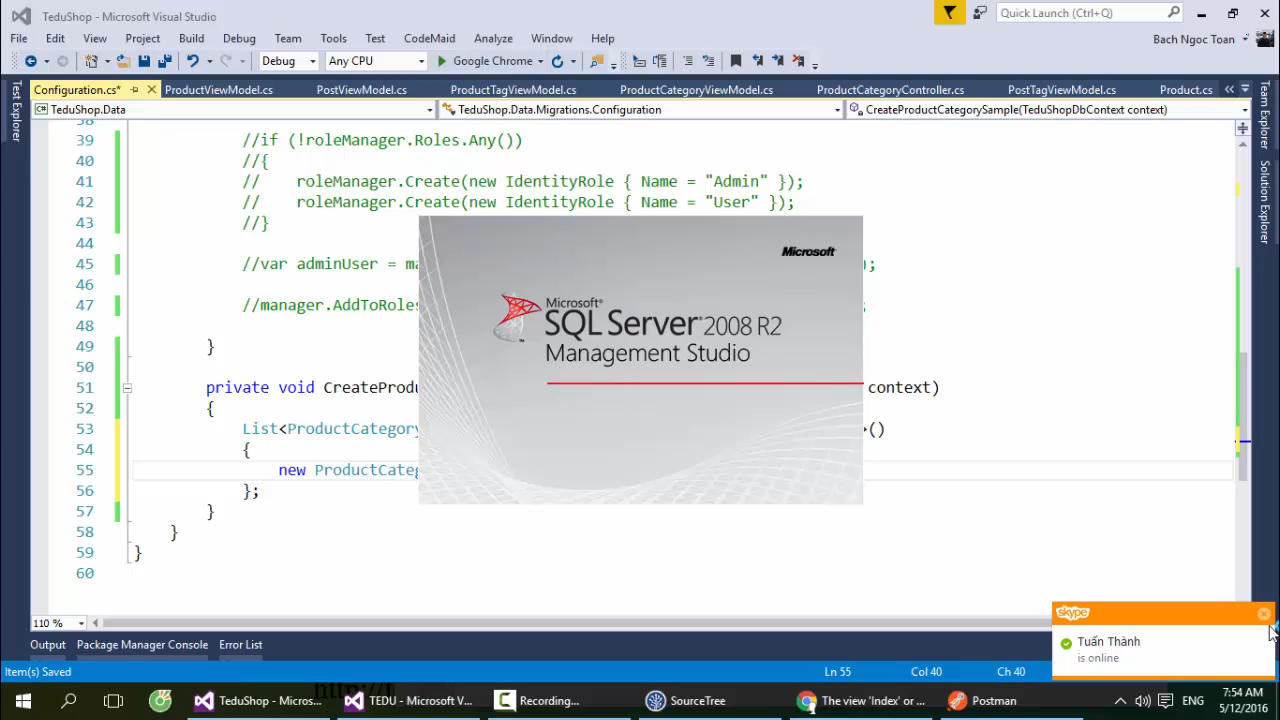 TeduShop - Microsoft Visual Studio
Quick Launch (Ctrl+Q)
File Edit View Project Build Debug Team Tools Test CodeMaid Analyze Window Help
Bach Ngoc Toan
Debug Any CPU Google Chrome
Configuration.cs* ProductViewModel.cs PostViewModel.cs ProductTagViewModel.cs ProductCategoryViewModel.cs ProductCategoryController.cs PostTagViewModel.cs Product.cs
TeduShop.Data TeduShop.Data.Migrations.Configuration CreateProductCategorySample(TeduShopDbContext context)
Test Explorer
Team Explorer
Solution Explorer
38
39 //if (!roleManager.Roles.Any())
40 //{
41 // roleManager.Create(new IdentityRole { Name = "Admin" });
42 // roleManager.Create(new IdentityRole { Name = "User" });
43 //}
44
45 //var adminUser = ma );
46
47 //manager.AddToRoles ;
48
49 }
50
51 private void CreateProdu context)
52 {
53 List<ProductCategory >()
54 {
55 new ProductCateg
56 };
57 }
58 }
59 }
60
Microsoft
Microsoft®
SQL Server® 2008 R2
Management Studio
110 %
skype
Tuấn Thành
is online
Output Package Manager Console Error List
Item(s) Saved Ln 55 Col 40 Ch 40
TeduShop - Micros... TEDU - Microsoft V... Recording... SourceTree The view 'Index' or ... Postman ENG
7:54 AM
5/12/2016